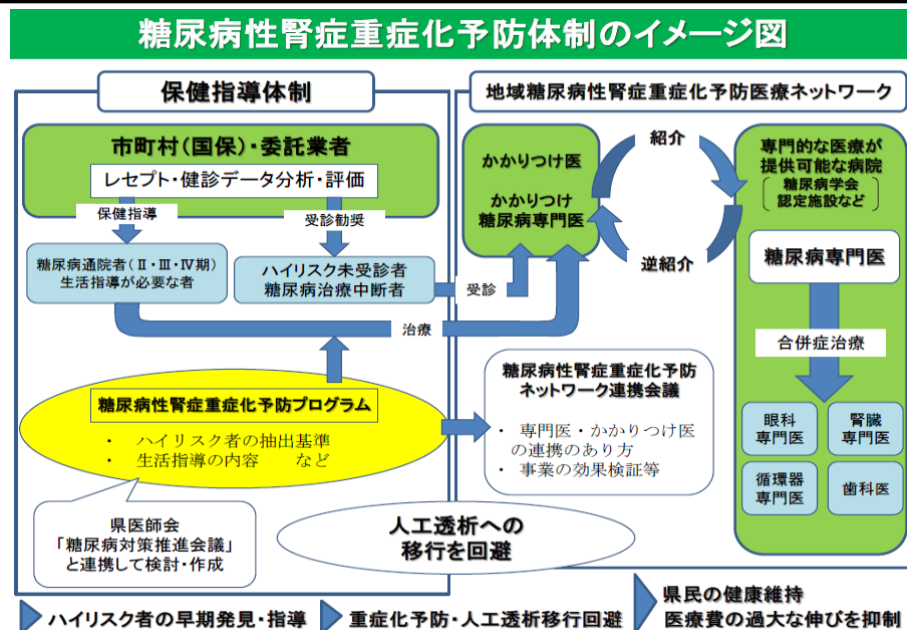 糖尿病性腎症重症化予防体制のイメージ図
保健指導体制
市町村(国保)・委託業者
レセプト・健診データ分析・評価
保健指導
受診勧奨
糖尿病通院者(Ⅱ・Ⅲ・Ⅳ期)
生活指導が必要な者
ハイリスク未受診者
糖尿病治療中断者
受診
治療
糖尿病性腎症重症化予防プログラム
・ ハイリスク者の抽出基準
・ 生活指導の内容 など
県医師会
「糖尿病対策推進会議」
と連携して検討・作成
地域糖尿病性腎症重症化予防医療ネットワーク
かかりつけ医
かかりつけ
糖尿病専門医
紹介
逆紹介
専門的な医療が
提供可能な病院
糖尿病学会
認定施設など
糖尿病専門医
合併症治療
眼科
専門医
腎臓
専門医
循環器
専門医
歯科医
糖尿病性腎症重症化予防
ネットワーク連携会議
・ 専門医・かかりつけ医
の連携のあり方
・ 事業の効果検証等
人工透析への
移行を回避
ハイリスク者の早期発見・指導
重症化予防・人工透析移行回避
県民の健康維持
医療費の過大な伸びを抑制